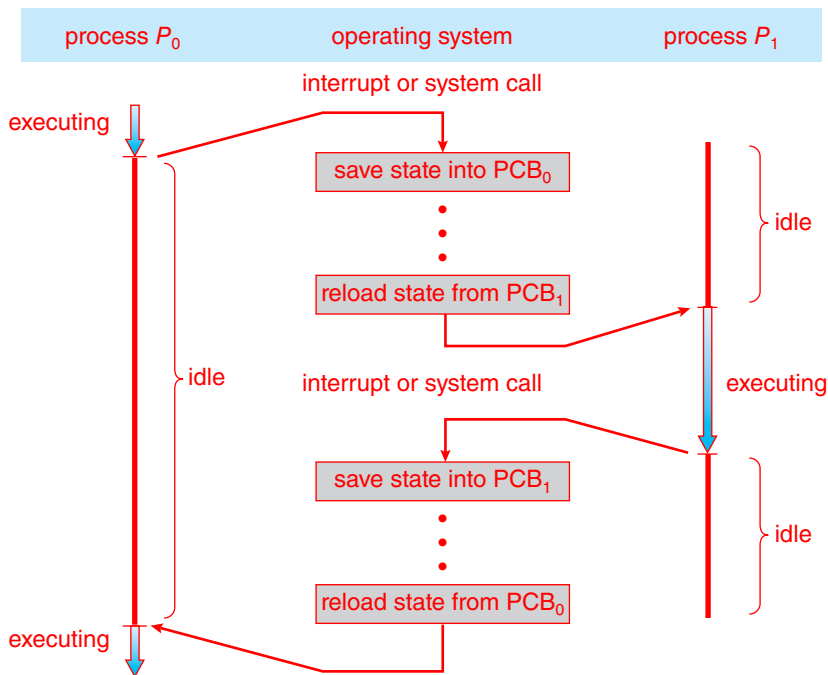 process P₀
operating system
process P₁
interrupt or system call
executing
save state into PCB₀
idle
reload state from PCB₁
idle
interrupt or system call
executing
save state into PCB₁
idle
reload state from PCB₀
executing